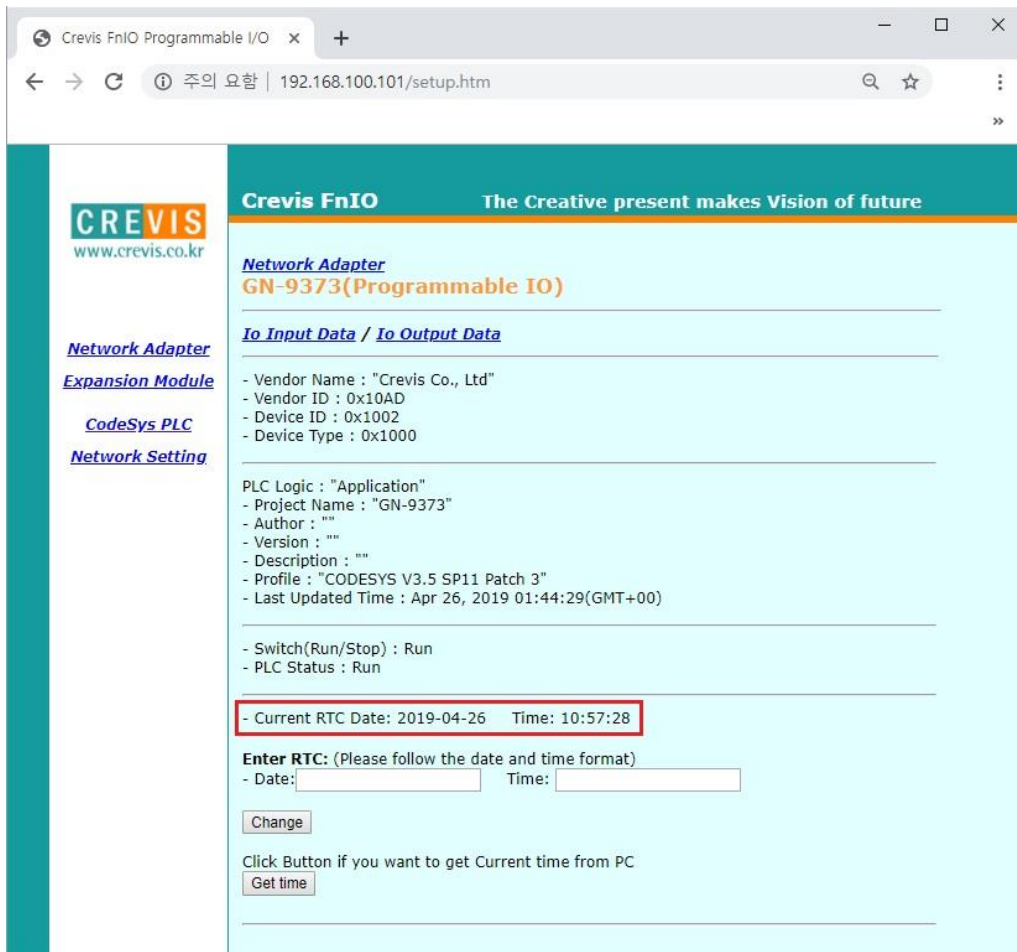 Crevis FnIO Programmable I/O
주의 요함 | 192.168.100.101/setup.htm
CREVIS
www.crevis.co.kr
Network Adapter
Expansion Module
CodeSys PLC
Network Setting
Crevis FnIO The Creative present makes Vision of future
Network Adapter
GN-9373(Programmable IO)
Io Input Data / Io Output Data
- Vendor Name : "Crevis Co., Ltd"
- Vendor ID : 0x10AD
- Device ID : 0x1002
- Device Type : 0x1000
PLC Logic : "Application"
- Project Name : "GN-9373"
- Author : ""
- Version : ""
- Description : ""
- Profile : "CODESYS V3.5 SP11 Patch 3"
- Last Updated Time : Apr 26, 2019 01:44:29(GMT+00)
- Switch(Run/Stop) : Run
- PLC Status : Run
- Current RTC Date: 2019-04-26 Time: 10:57:28
Enter RTC: (Please follow the date and time format)
- Date: Time:
Change
Click Button if you want to get Current time from PC
Get time